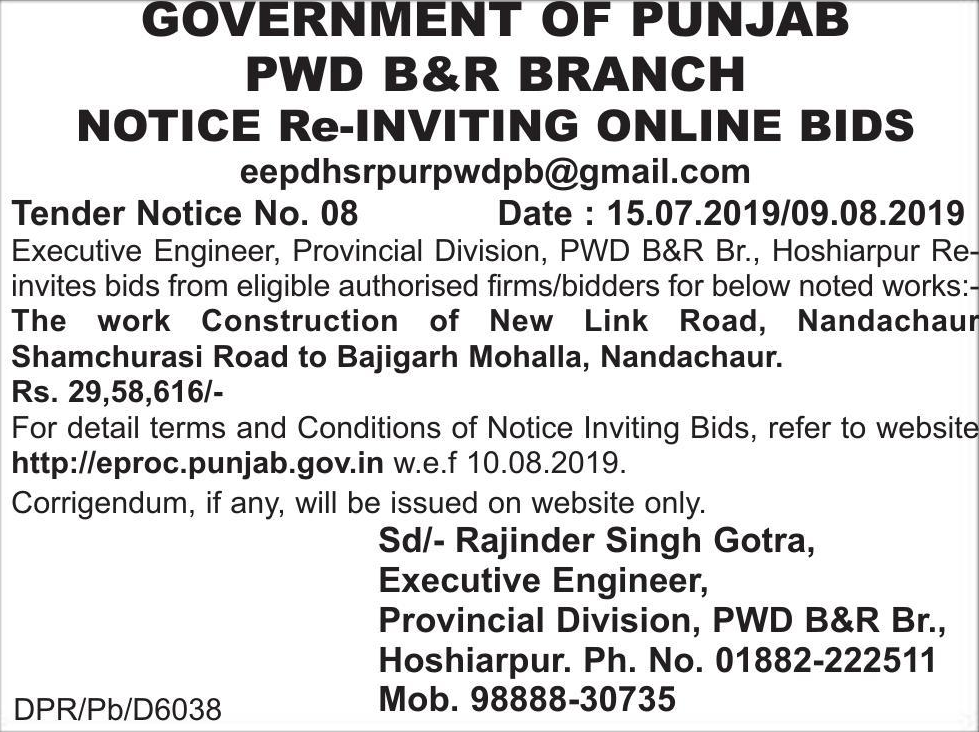 GOVERNMENT OF PUNJAB
PWD B&R BRANCH
NOTICE Re-INVITING ONLINE BIDS
eepdhsrpurpwdpb@gmail.com
Tender Notice No. 08 Date : 15.07.2019/09.08.2019
Executive Engineer, Provincial Division, PWD B&R Br., Hoshiarpur Re-
invites bids from eligible authorised firms/bidders for below noted works:-
The work Construction of New Link Road, Nandachaur
Shamchurasi Road to Bajigarh Mohalla, Nandachaur.
Rs. 29,58,616/-
For detail terms and Conditions of Notice Inviting Bids, refer to website
http://eproc.punjab.gov.in w.e.f 10.08.2019.
Corrigendum, if any, will be issued on website only.
Sd/- Rajinder Singh Gotra,
Executive Engineer,
Provincial Division, PWD B&R Br.,
Hoshiarpur. Ph. No. 01882-222511
Mob. 98888-30735
DPR/Pb/D6038